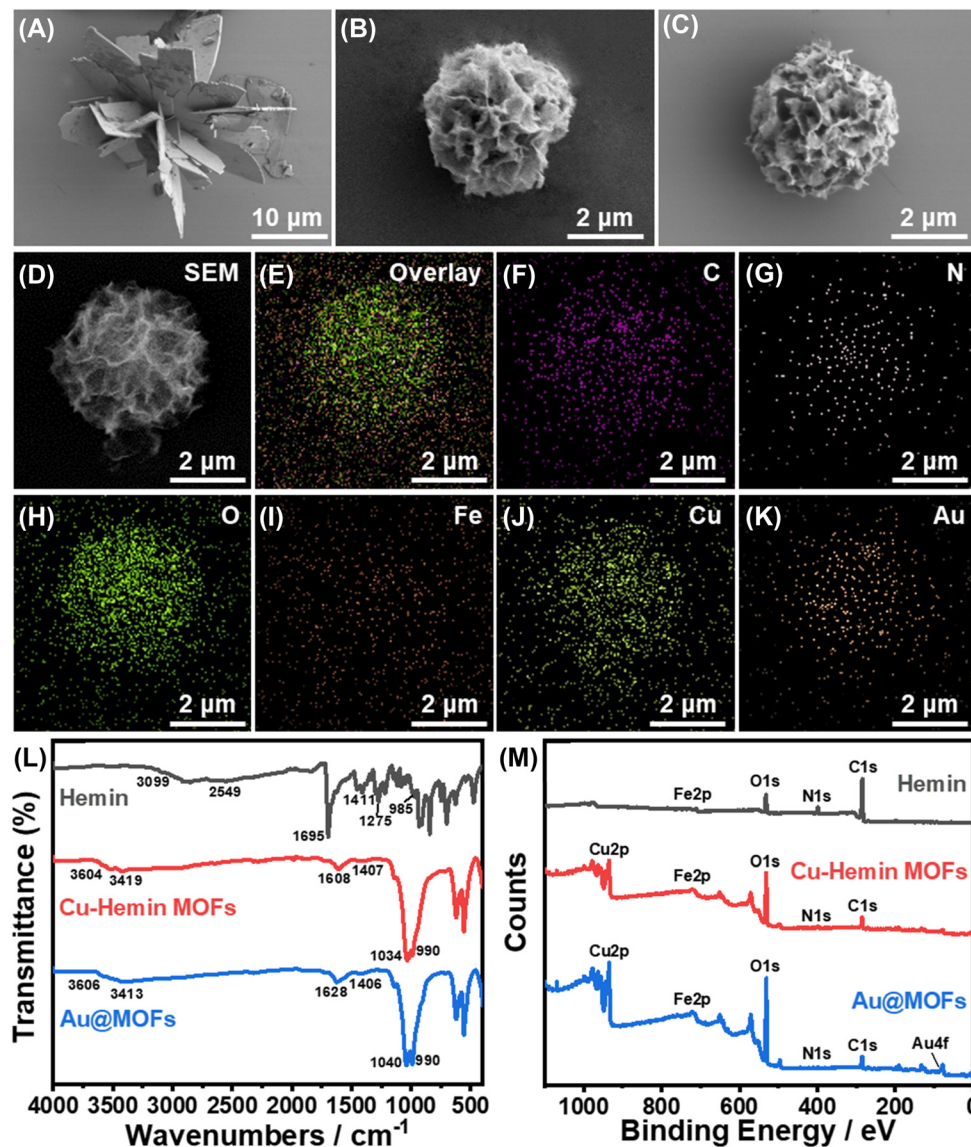 (A)
10 µm
(B)
2 µm
(C)
2 µm
(D) SEM
2 µm
(E) Overlay
2 µm
(F) C
2 µm
(G) N
2 µm
(H) O
2 µm
(I) Fe
2 µm
(J) Cu
2 µm
(K) Au
2 µm
(L)
Transmittance (%)
3099
Hemin
2549
1695
1411
1275
985
3604
3419
Cu-Hemin MOFs
1608
1407
1034
990
3606
3413
Au@MOFs
1628
1406
1040
990
4000 3500 3000 2500 2000 1500 1000 500
Wavenumbers / cm-1
(M)
Counts
Fe2p
O1s
N1s
C1s
Hemin
Cu2p
Fe2p
O1s
Cu-Hemin MOFs
N1s
C1s
Cu2p
Fe2p
O1s
Au@MOFs
N1s
C1s
Au4f
1000 800 600 400 200 0
Binding Energy / eV